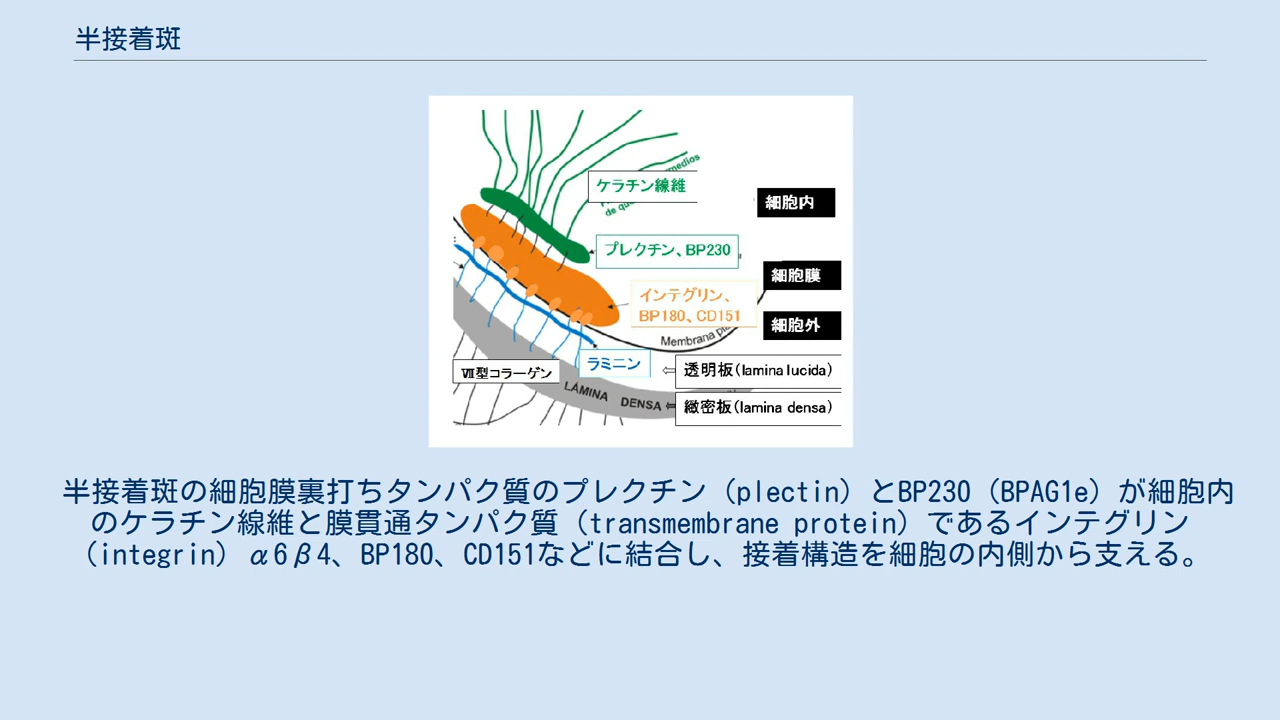 半接着斑
medios
ケラチン線維
de qu
細胞内
プレクチン、BP230
細胞膜
インテグリン、
BP180、CD151
細胞外
Membrana
ラミニン
透明板(lamina lucida)
Ⅶ型コラーゲン
LÁMINA DENSA
緻密板(lamina densa)
半接着斑の細胞膜裏打ちタンパク質のプレクチン（plectin）とBP230（BPAG1e）が細胞内
のケラチン線維と膜貫通タンパク質（transmembrane protein）であるインテグリン
（integrin）α6β4、BP180、CD151などに結合し、接着構造を細胞の内側から支える。